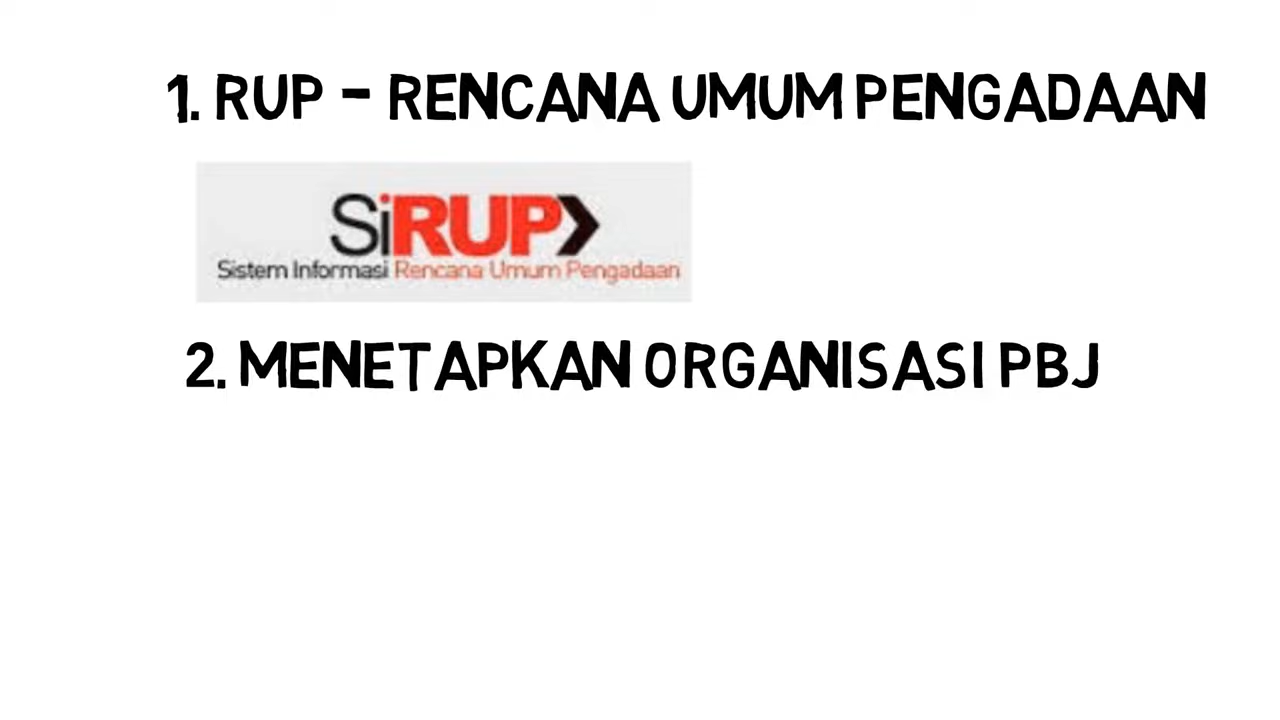 1. RUP - RENCANA UMUM PENGADAAN
SiRUP
Sistem Informasi Rencana Umum Pengadaan
2. MENETAPKAN ORGANISASI PBJ